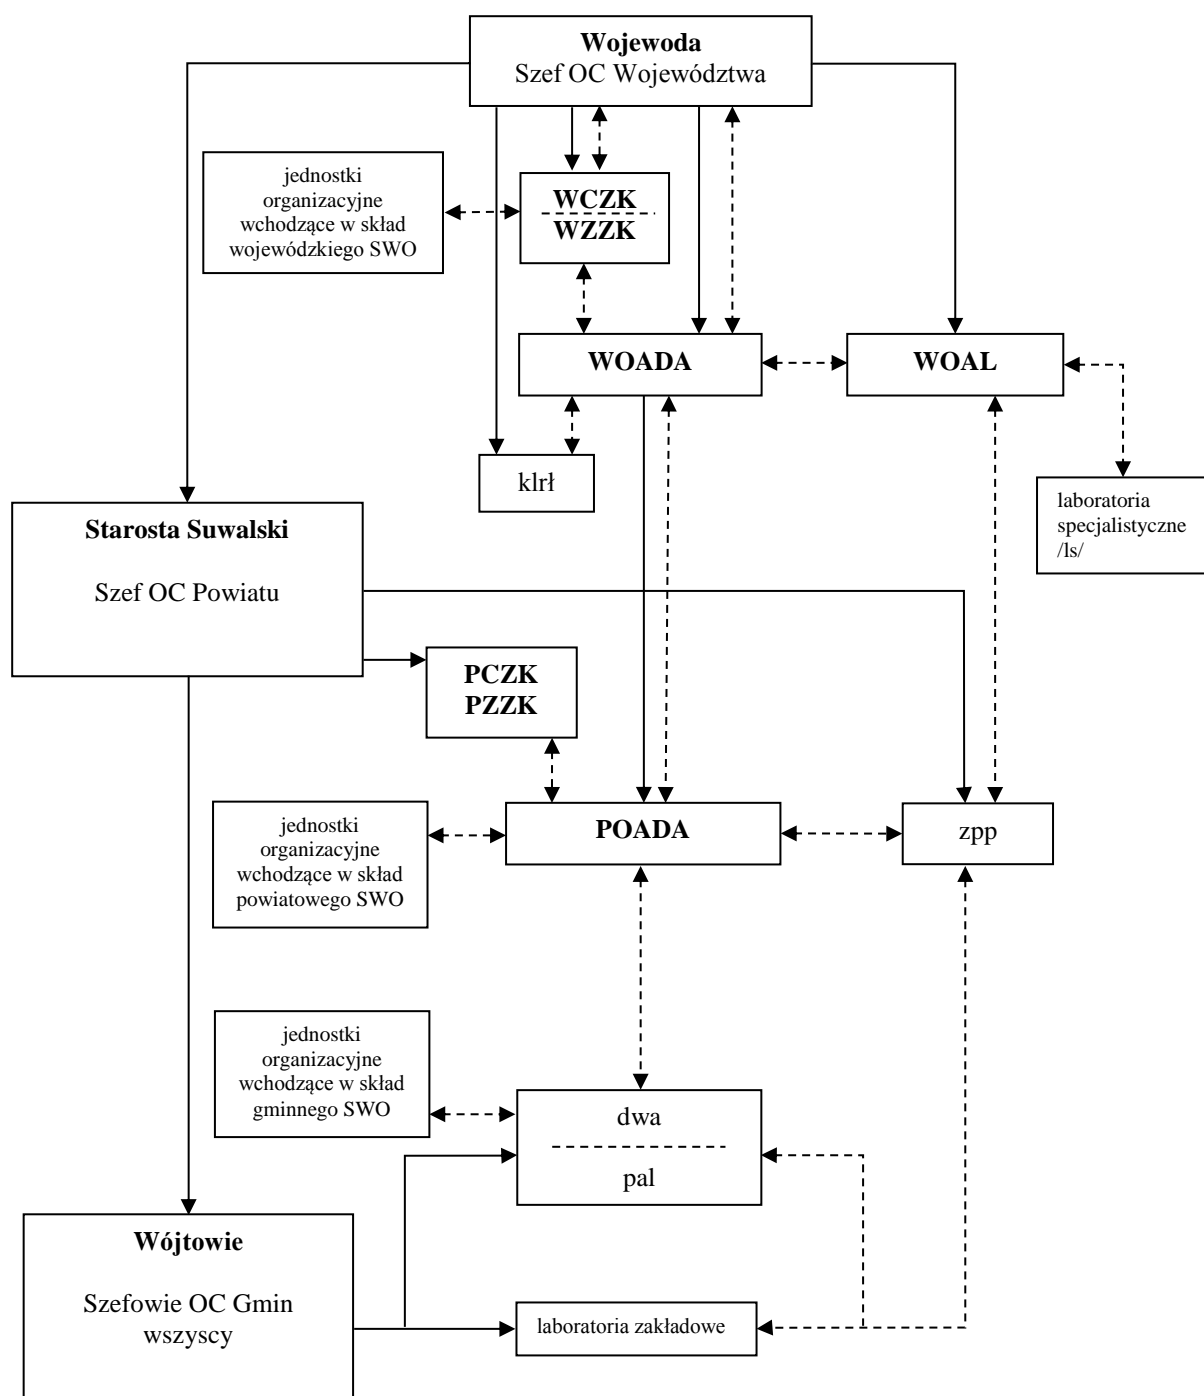 Wojewoda
Szef OC Województwa
jednostki
organizacyjne
wchodzące w skład
wojewódzkiego SWO
WCZK
WZZK
WOADA
WOAL
klrł
laboratoria
specjalistyczne
/ls/
Starosta Suwalski
Szef OC Powiatu
PCZK
PZZK
jednostki
organizacyjne
wchodzące w skład
powiatowego SWO
POADA
zpp
jednostki
organizacyjne
wchodzące w skład
gminnego SWO
dwa
pal
Wójtowie
Szefowie OC Gmin
wszyscy
laboratoria zakładowe